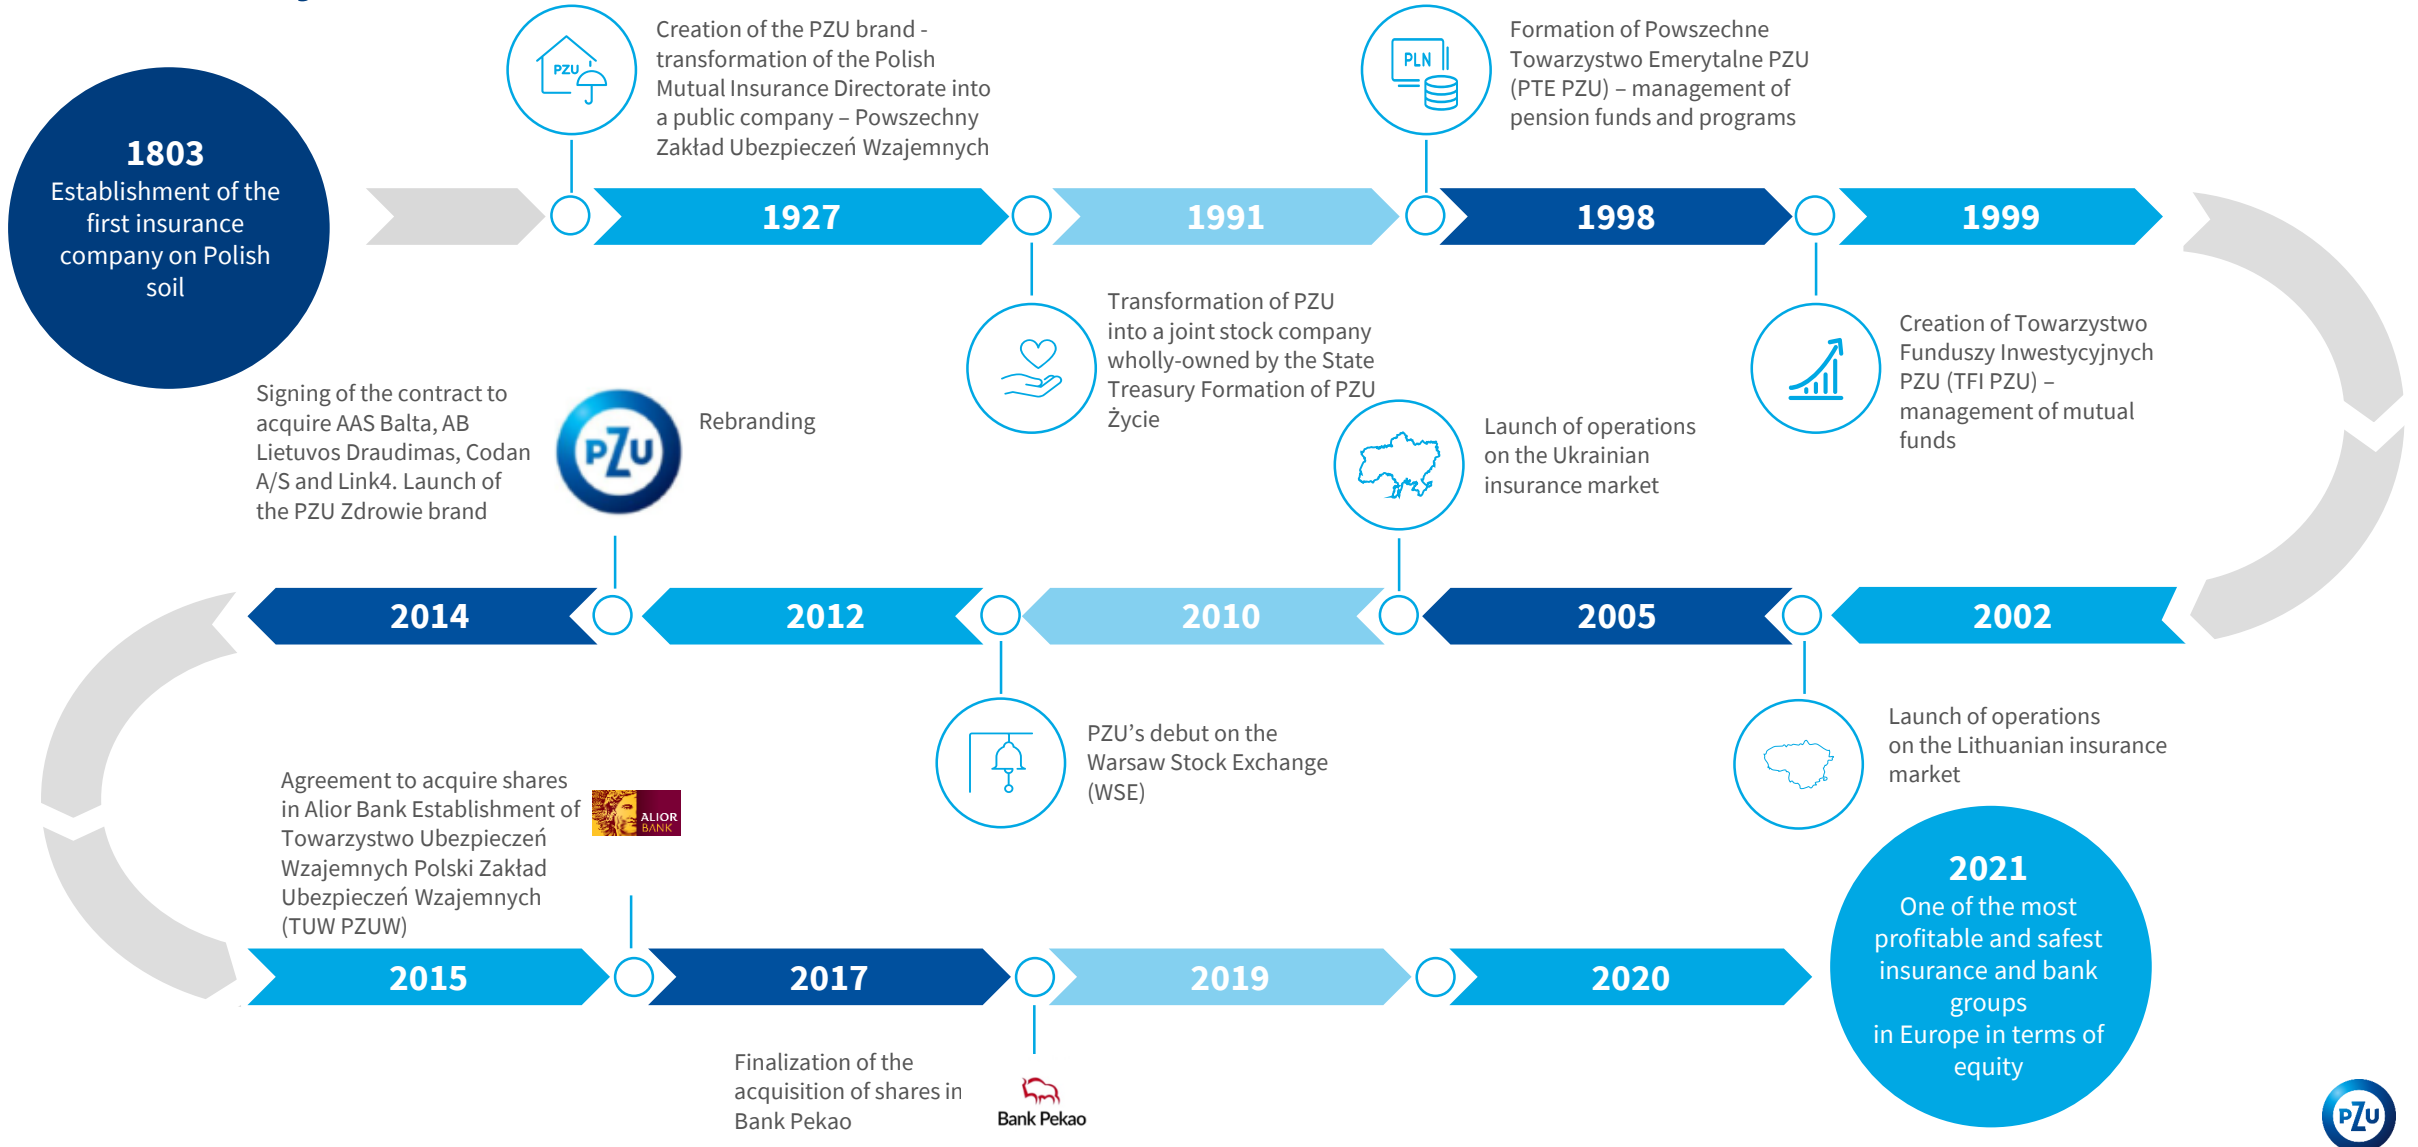 1803
Establishment of the
first insurance
company on Polish
soil
PZU
Creation of the PZU brand -
transformation of the Polish
Mutual Insurance Directorate into
a public company – Powszechny
Zakład Ubezpieczeń Wzajemnych
PLN
Formation of Powszechne
Towarzystwo Emerytalne PZU
(PTE PZU) – management of
pension funds and programs
1927
1991
1998
1999
Transformation of PZU
into a joint stock company
wholly-owned by the State
Treasury Formation of PZU
Życie
Creation of Towarzystwo
Funduszy Inwestycyjnych
PZU (TFI PZU) –
management of mutual
funds
Signing of the contract to
acquire AAS Balta, AB
Lietuvos Draudimas, Codan
A/S and Link4. Launch of
the PZU Zdrowie brand
PZU
Rebranding
Launch of operations
on the Ukrainian
insurance market
2014
2012
2010
2005
2002
PZU’s debut on the
Warsaw Stock Exchange
(WSE)
Launch of operations
on the Lithuanian insurance
market
Agreement to acquire shares
in Alior Bank Establishment of
Towarzystwo Ubezpieczeń
Wzajemnych Polski Zakład
Ubezpieczeń Wzajemnych
(TUW PZUW)
ALIOR
BANK
2015
2017
2019
2020
2021
One of the most
profitable and safest
insurance and bank
groups
in Europe in terms of
equity
Finalization of the
acquisition of shares in
Bank Pekao
Bank Pekao
PZU